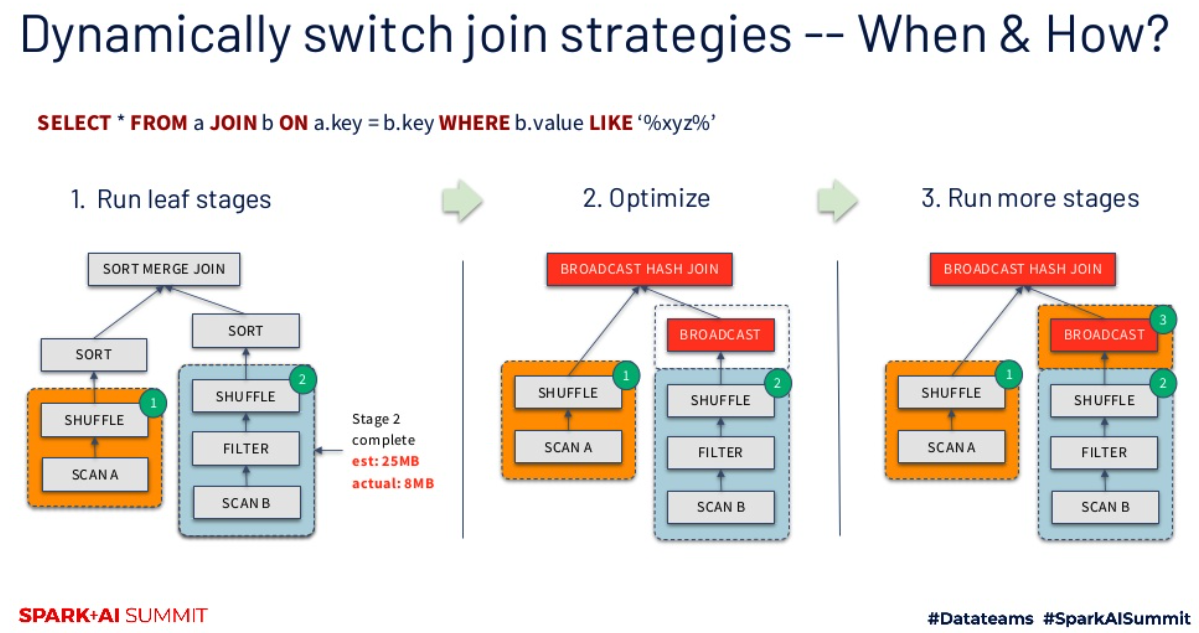 Dynamically switch join strategies -- When & How?
SELECT * FROM a JOIN b ON a.key = b.key WHERE b.value LIKE ‘%xyz%’
1. Run leaf stages
SORT MERGE JOIN
SORT
SORT
SHUFFLE
1
SCAN A
SHUFFLE
2
FILTER
SCAN B
Stage 2
complete
est: 25MB
actual: 8MB
2. Optimize
BROADCAST HASH JOIN
BROADCAST
SHUFFLE
1
SCAN A
SHUFFLE
2
FILTER
SCAN B
3. Run more stages
BROADCAST HASH JOIN
BROADCAST
3
SHUFFLE
1
SCAN A
SHUFFLE
2
FILTER
SCAN B
SPARK+AI SUMMIT
#Datateams #SparkAISummit